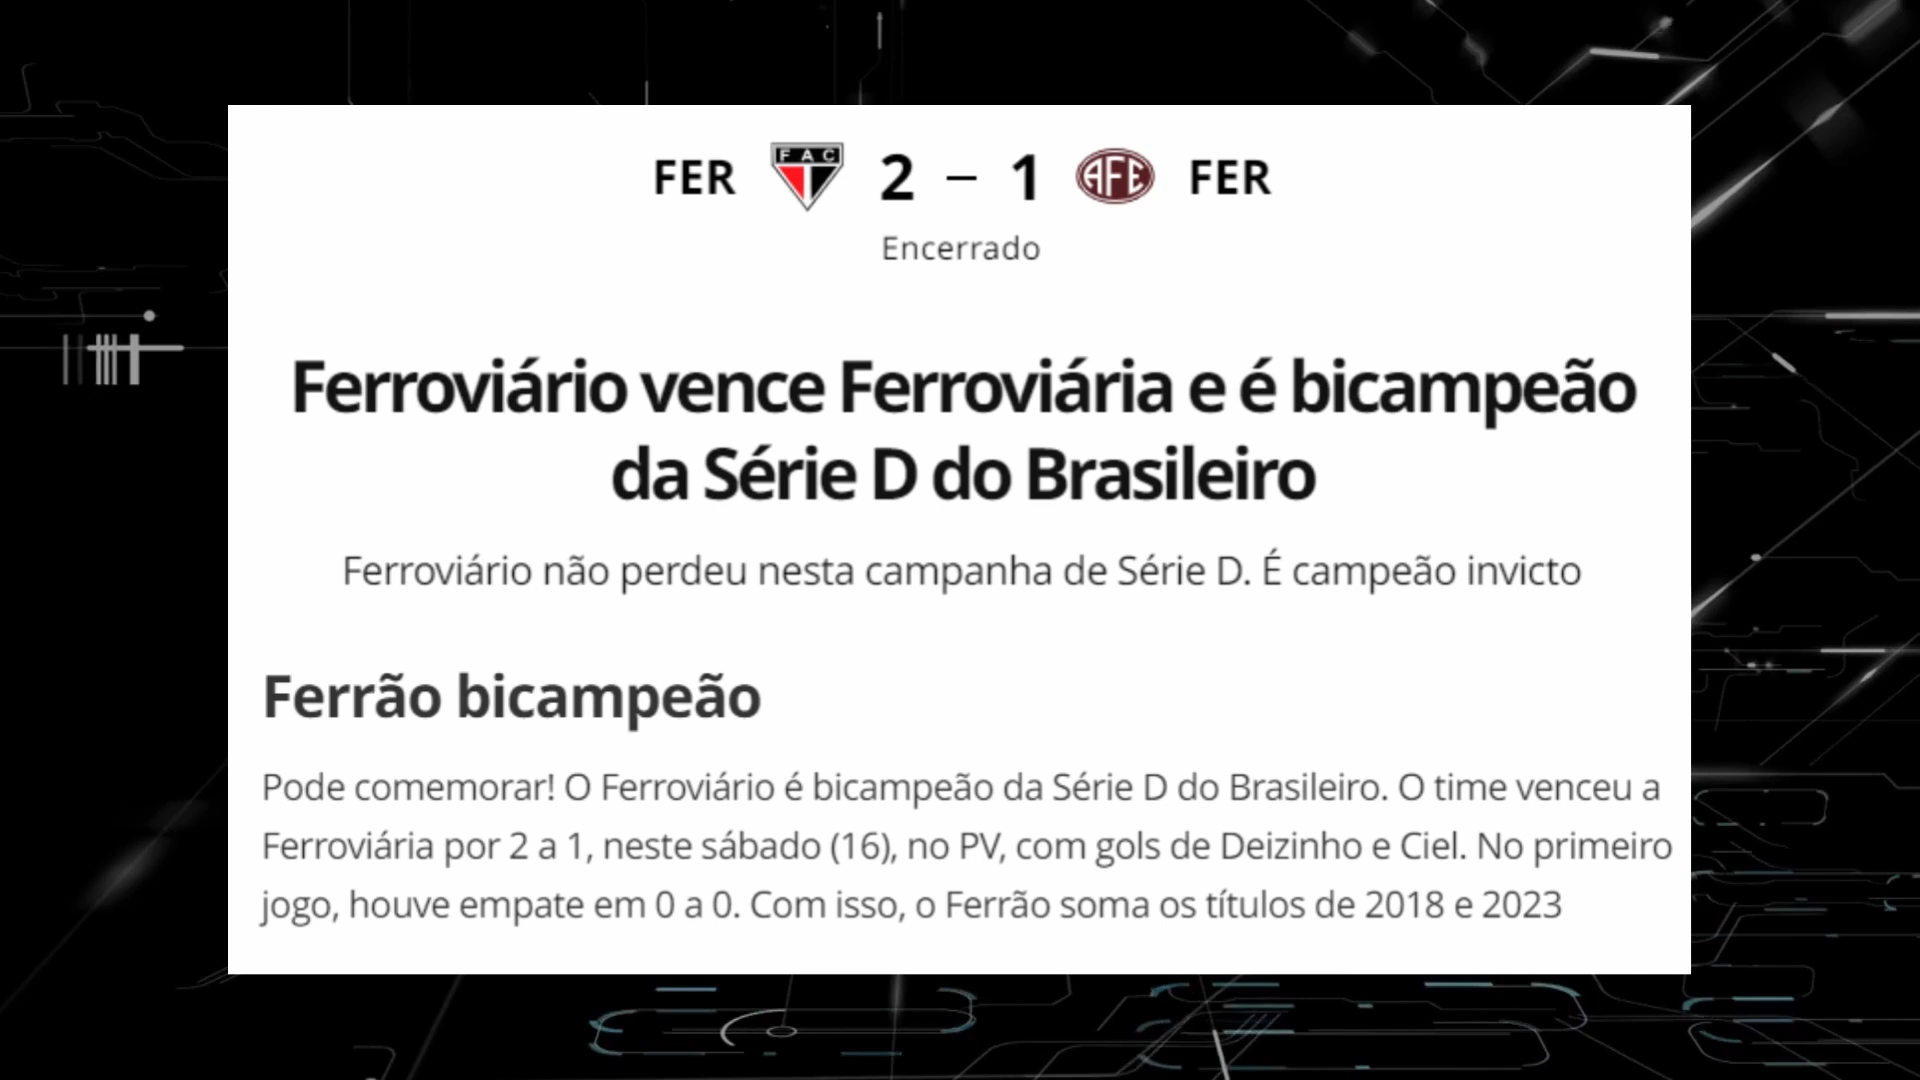 FER FAC 2 – 1 AFE FER
Encerrado
Ferroviário vence Ferroviária e é bicampeão
da Série D do Brasileiro
Ferroviário não perdeu nesta campanha de Série D. É campeão invicto
Ferrão bicampeão
Pode comemorar! O Ferroviário é bicampeão da Série D do Brasileiro. O time venceu a
Ferroviária por 2 a 1, neste sábado (16), no PV, com gols de Deizinho e Ciel. No primeiro
jogo, houve empate em 0 a 0. Com isso, o Ferrão soma os títulos de 2018 e 2023